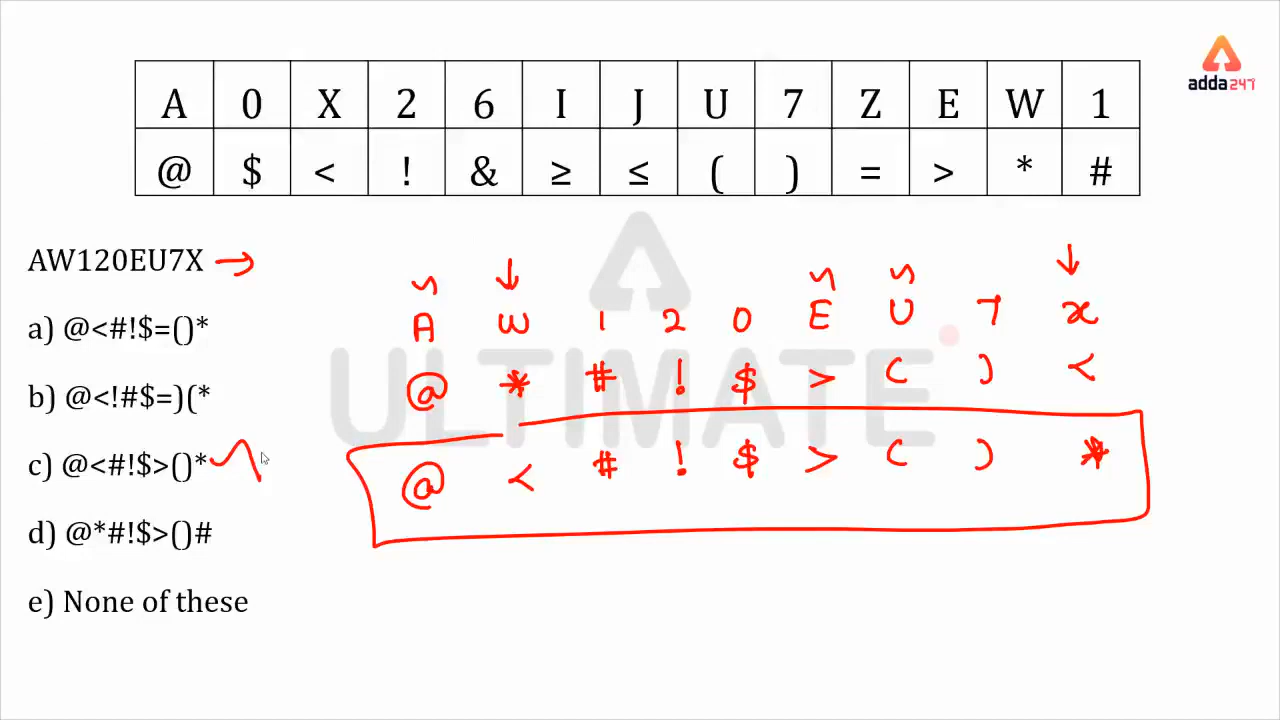 adda247
A 0 X 2 6 I J U 7 Z E W 1
@ $ < ! & ≥ ≤ ( ) = > * #
AW120EU7X →
a) @<#!$=()*
b) @<!#$=)(*
c) @<#!$>()*
d) @*#!$>()#
e) None of these
A W 1 2 0 E U 7 x
@ * # ! $ > ( ) <
@ < # ! $ > ( ) *
ULTIMATE